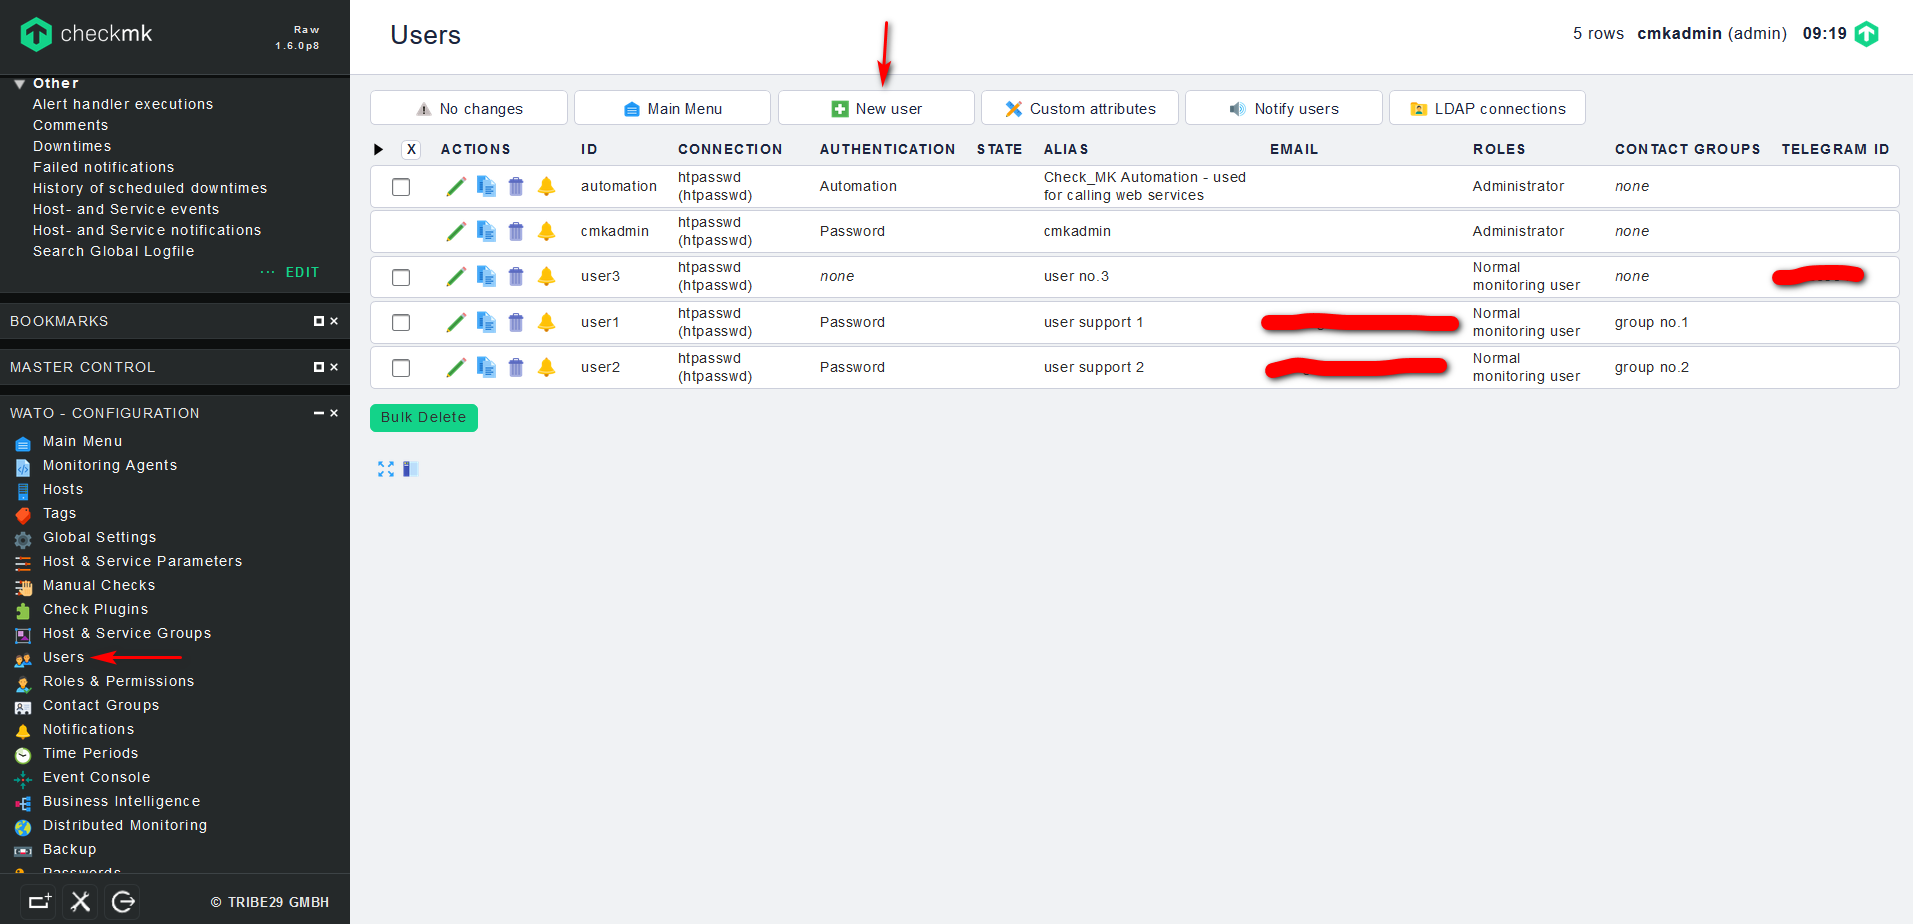 checkmk
Raw
1.6.0p8
Other
Alert handler executions
Comments
Downtimes
Failed notifications
History of scheduled downtimes
Host- and Service events
Host- and Service notifications
Search Global Logfile
··· EDIT
BOOKMARKS
MASTER CONTROL
WATO - CONFIGURATION
Main Menu
Monitoring Agents
Hosts
Tags
Global Settings
Host & Service Parameters
Manual Checks
Check Plugins
Host & Service Groups
Users
Roles & Permissions
Contact Groups
Notifications
Time Periods
Event Console
Business Intelligence
Distributed Monitoring
Backup
Passwords
© TRIBE29 GMBH
Users
5 rows cmkadmin (admin) 09:19
No changes Main Menu New user Custom attributes Notify users LDAP connections
X ACTIONS ID CONNECTION AUTHENTICATION STATE ALIAS EMAIL ROLES CONTACT GROUPS TELEGRAM ID
automation htpasswd (htpasswd) Automation Check_MK Automation - used for calling web services Administrator none
cmkadmin htpasswd (htpasswd) Password cmkadmin Administrator none
user3 htpasswd (htpasswd) none user no.3 Normal monitoring user none
user1 htpasswd (htpasswd) Password user support 1 Normal monitoring user group no.1
user2 htpasswd (htpasswd) Password user support 2 Normal monitoring user group no.2
Bulk Delete